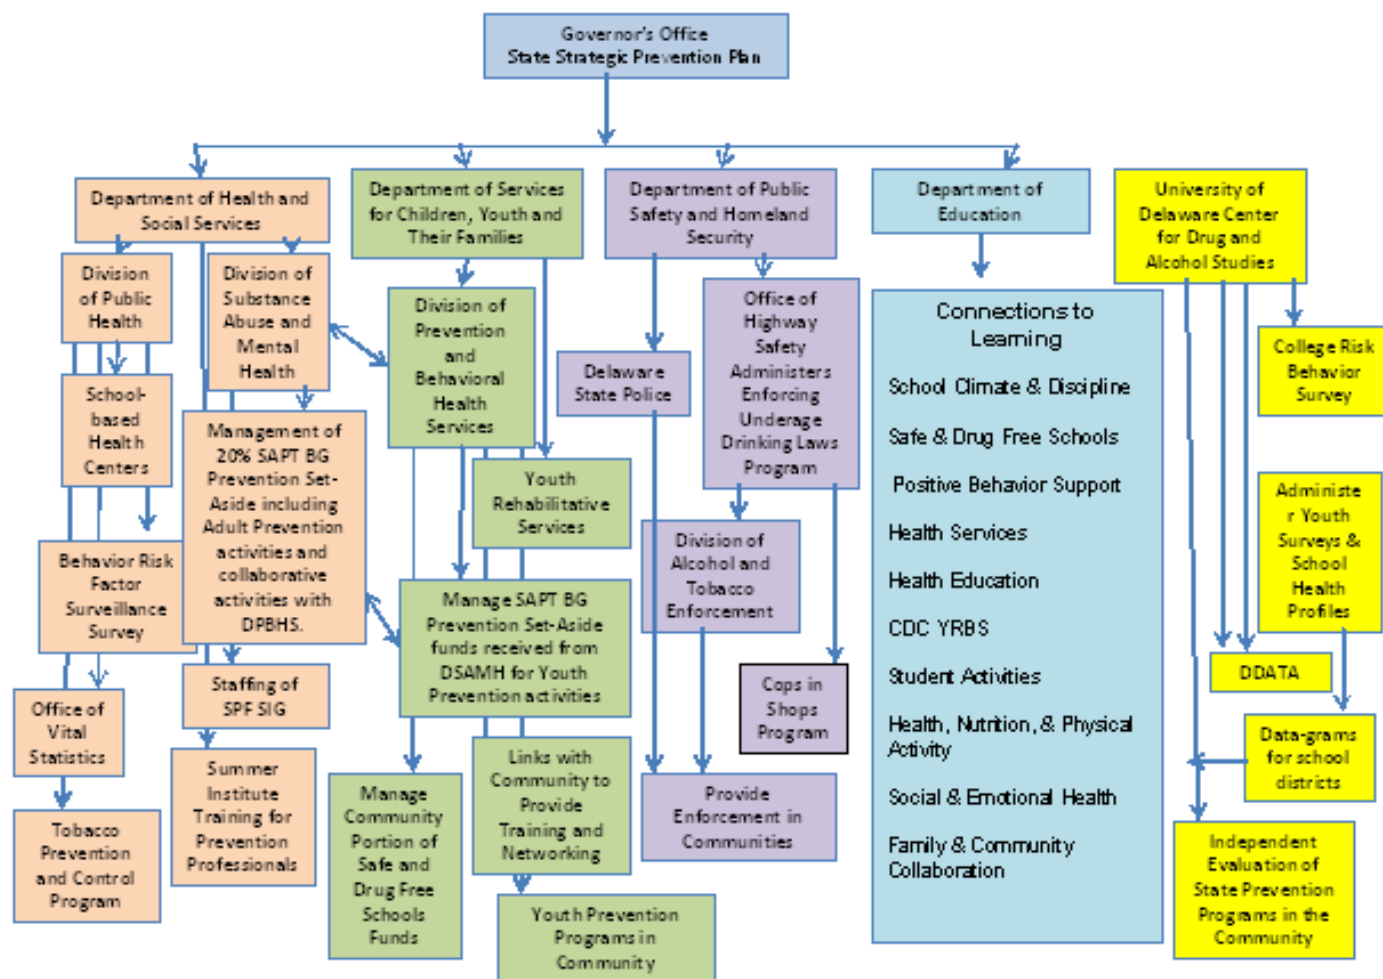 Governor's Office
State Strategic Prevention Plan
Department of Health and
Social Services
Department of Services
for Children, Youth and
Their Families
Department of Public
Safety and Homeland
Security
Department of
Education
University of
Delaware Center
for Drug and
Alcohol Studies
Division
of Public
Health
Division of
Substance
Abuse and
Mental
Health
Division of
Prevention
and
Behavioral
Health
Services
Delaware
State Police
Office of
Highway
Safety
Administers
Enforcing
Underage
Drinking Laws
Program
Connections to
Learning
School Climate & Discipline
Safe & Drug Free Schools
Positive Behavior Support
Health Services
Health Education
CDC YRBS
Student Activities
Health, Nutrition, & Physical
Activity
Social & Emotional Health
Family & Community
Collaboration
College Risk
Behavior
Survey
School-
based
Health
Centers
Management of
20% SAPT BG
Prevention Set-
Aside including
Adult Prevention
activities and
collaborative
activities with
DPBHS.
Youth
Rehabilitative
Services
Administe
r Youth
Surveys &
School
Health
Profiles
Behavior Risk
Factor
Surveillance
Survey
Manage SAPT BG
Prevention Set-Aside
funds received from
DSAMH for Youth
Prevention activities
Division of
Alcohol and
Tobacco
Enforcement
DDATA
Office of
Vital
Statistics
Staffing of
SPF SIG
Cops in
Shops
Program
Data-grams
for school
districts
Tobacco
Prevention
and Control
Program
Summer
Institute
Training for
Prevention
Professionals
Manage
Community
Portion of
Safe and
Drug Free
Schools
Funds
Links with
Community to
Provide
Training and
Networking
Provide
Enforcement in
Communities
Independent
Evaluation of
State Prevention
Programs in the
Community
Youth Prevention
Programs in
Community